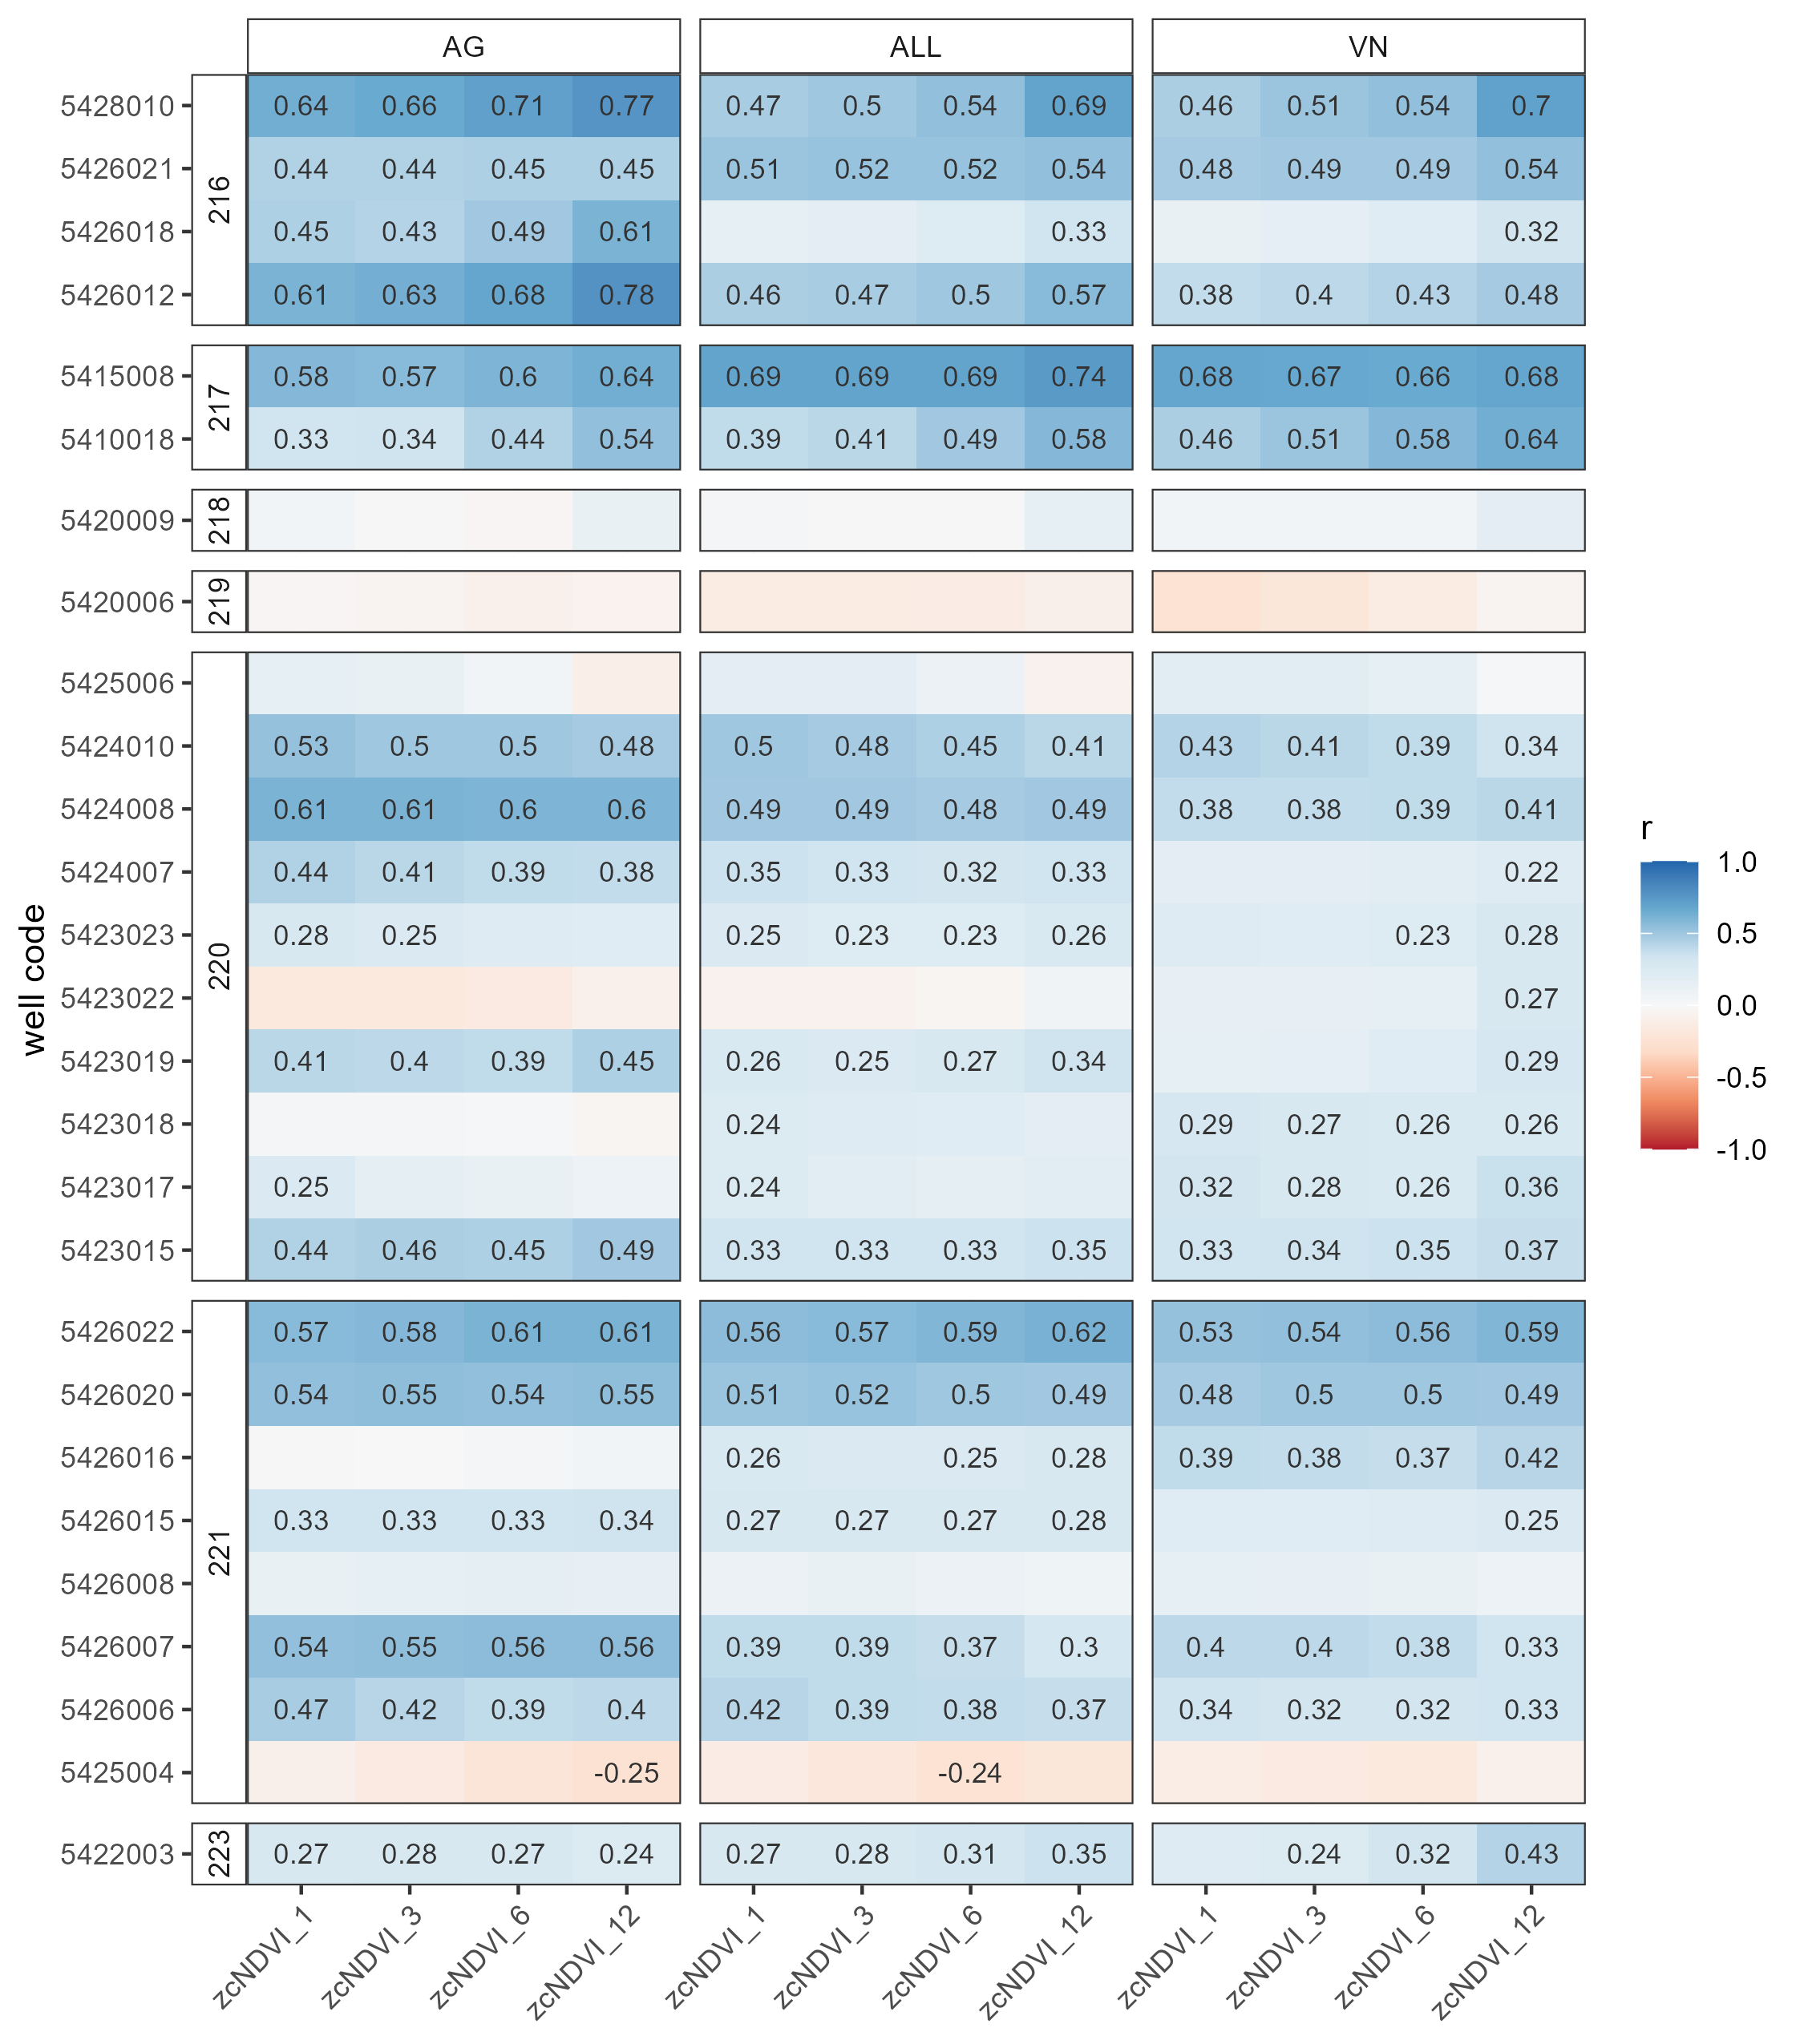 AG ALL VN
216
5428010 0.64 0.66 0.71 0.77 0.47 0.5 0.54 0.69 0.46 0.51 0.54 0.7
5426021 0.44 0.44 0.45 0.45 0.51 0.52 0.52 0.54 0.48 0.49 0.49 0.54
5426018 0.45 0.43 0.49 0.61 0.33 0.32
5426012 0.61 0.63 0.68 0.78 0.46 0.47 0.5 0.57 0.38 0.4 0.43 0.48
217
5415008 0.58 0.57 0.6 0.64 0.69 0.69 0.69 0.74 0.68 0.67 0.66 0.68
5410018 0.33 0.34 0.44 0.54 0.39 0.41 0.49 0.58 0.46 0.51 0.58 0.64
5420009 218
5420006 219
220
5425006
5424010 0.53 0.5 0.5 0.48 0.5 0.48 0.45 0.41 0.43 0.41 0.39 0.34
5424008 0.61 0.61 0.6 0.6 0.49 0.49 0.48 0.49 0.38 0.38 0.39 0.41
5424007 0.44 0.41 0.39 0.38 0.35 0.33 0.32 0.33 0.22
5423023 0.28 0.25 0.25 0.23 0.23 0.26 0.23 0.28
5423022 0.27
5423019 0.41 0.4 0.39 0.45 0.26 0.25 0.27 0.34 0.29
5423018 0.24 0.29 0.27 0.26 0.26
5423017 0.25 0.24 0.32 0.28 0.26 0.36
5423015 0.44 0.46 0.45 0.49 0.33 0.33 0.33 0.35 0.33 0.34 0.35 0.37
221
5426022 0.57 0.58 0.61 0.61 0.56 0.57 0.59 0.62 0.53 0.54 0.56 0.59
5426020 0.54 0.55 0.54 0.55 0.51 0.52 0.5 0.49 0.48 0.5 0.5 0.49
5426016 0.26 0.25 0.28 0.39 0.38 0.37 0.42
5426015 0.33 0.33 0.33 0.34 0.27 0.27 0.27 0.28 0.25
5426008
5426007 0.54 0.55 0.56 0.56 0.39 0.39 0.37 0.3 0.4 0.4 0.38 0.33
5426006 0.47 0.42 0.39 0.4 0.42 0.39 0.38 0.37 0.34 0.32 0.32 0.33
5425004 -0.25 -0.24
5422003 223 0.27 0.28 0.27 0.24 0.27 0.28 0.31 0.35 0.24 0.32 0.43
zcNDVI_1 zcNDVI_3 zcNDVI_6 zcNDVI_12 zcNDVI_1 zcNDVI_3 zcNDVI_6 zcNDVI_12 zcNDVI_1 zcNDVI_3 zcNDVI_6 zcNDVI_12
well code
r
1.0
0.5
0.0
-0.5
-1.0